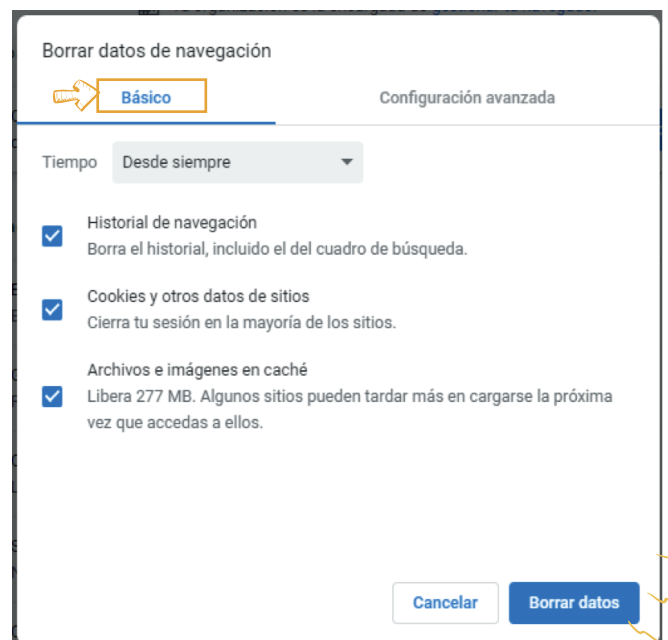 Borrar datos de navegación
Básico
Configuración avanzada
Tiempo
Desde siempre
Historial de navegación
Borra el historial, incluido el del cuadro de búsqueda.
Cookies y otros datos de sitios
Cierra tu sesión en la mayoría de los sitios.
Archivos e imágenes en caché
Libera 277 MB. Algunos sitios pueden tardar más en cargarse la próxima
vez que accedas a ellos.
Cancelar
Borrar datos